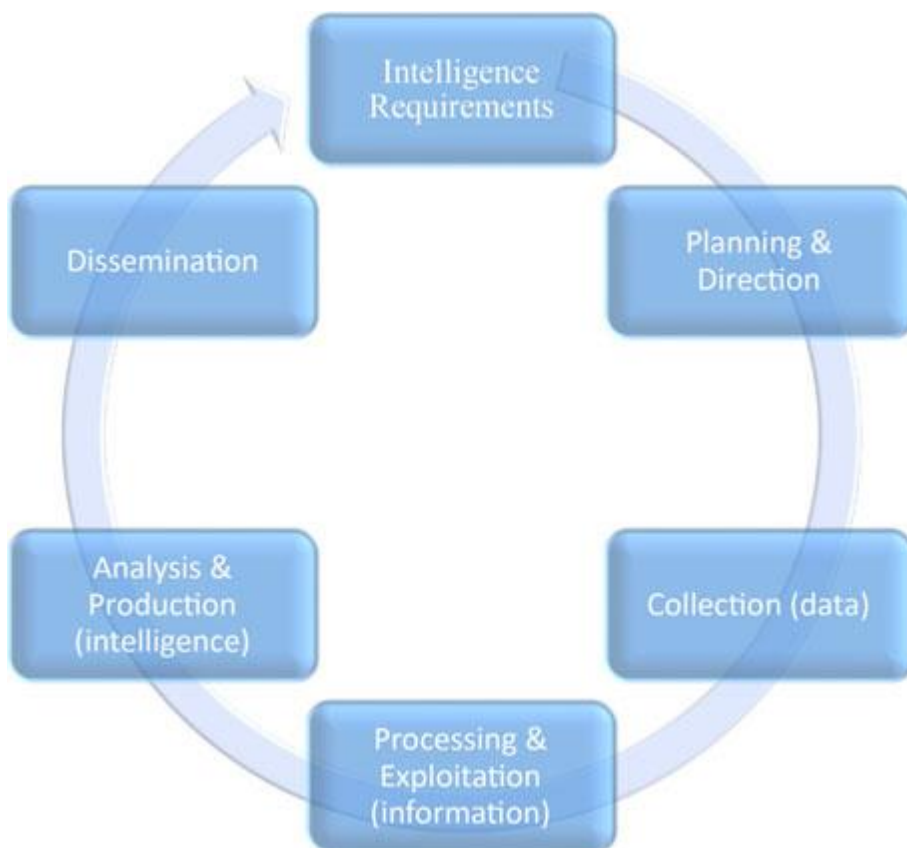 Intelligence
Requirements
Planning &
Direction
Collection (data)
Processing &
Exploitation
(information)
Analysis &
Production
(intelligence)
Dissemination